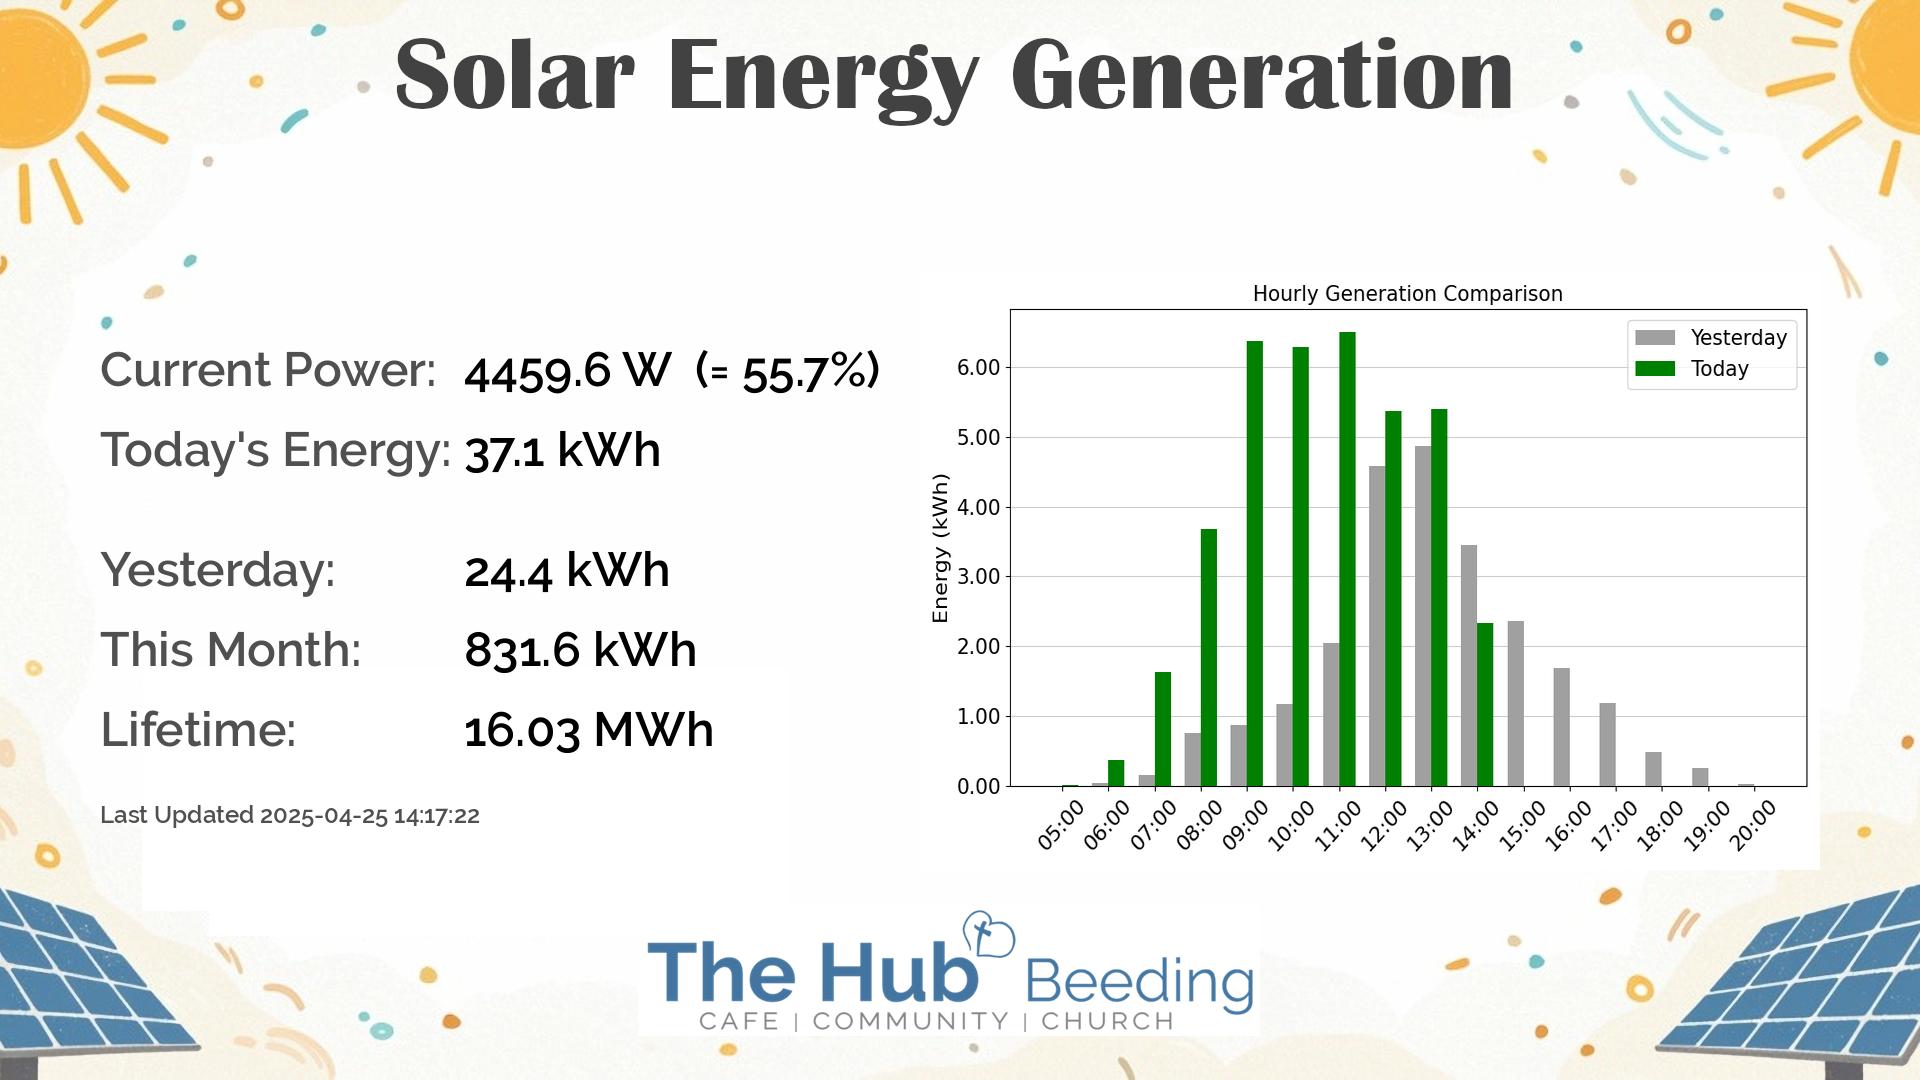 Solar Energy Generation
Current Power: 4459.6 W (= 55.7%)
Today's Energy: 37.1 kWh
Yesterday: 24.4 kWh
This Month: 831.6 kWh
Lifetime: 16.03 MWh
Last Updated 2025-04-25 14:17:22
Hourly Generation Comparison
Yesterday
Today
Energy (kWh)
6.00
5.00
4.00
3.00
2.00
1.00
0.00
05:00 06:00 07:00 08:00 09:00 10:00 11:00 12:00 13:00 14:00 15:00 16:00 17:00 18:00 19:00 20:00
The Hub Beeding
CAFE | COMMUNITY | CHURCH